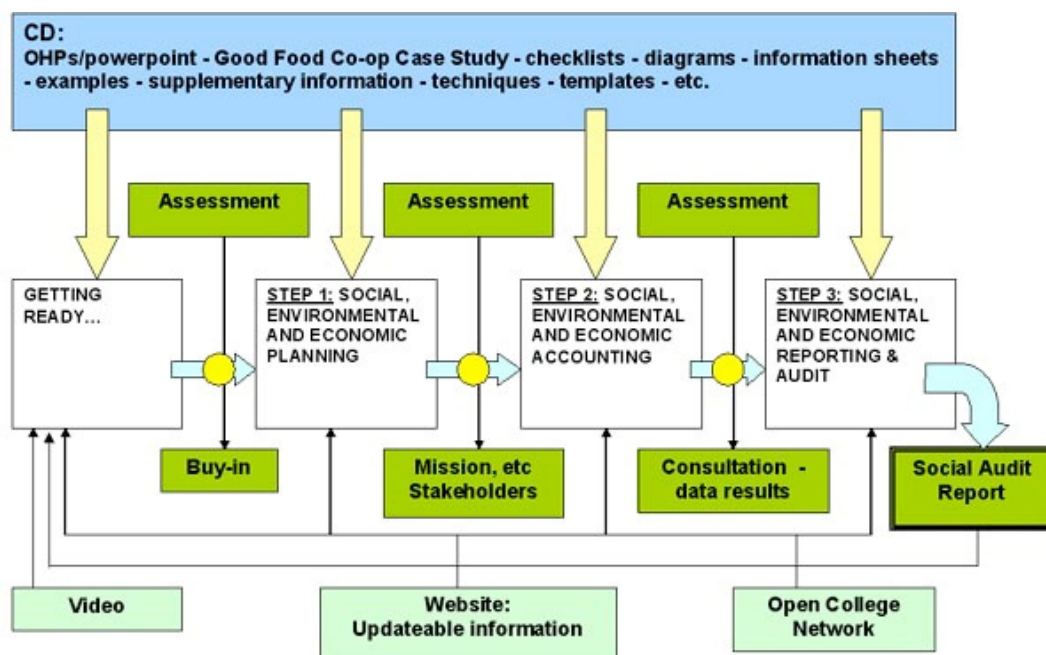 CD:
OHPs/powerpoint - Good Food Co-op Case Study - checklists - diagrams - information sheets
- examples - supplementary information - techniques - templates - etc.
Assessment
Assessment
Assessment
GETTING
READY...
STEP 1: SOCIAL,
ENVIRONMENTAL
AND ECONOMIC
PLANNING
STEP 2: SOCIAL,
ENVIRONMENTAL
AND ECONOMIC
ACCOUNTING
STEP 3: SOCIAL,
ENVIRONMENTAL
AND ECONOMIC
REPORTING &
AUDIT
Buy-in
Mission, etc
Stakeholders
Consultation -
data results
Social Audit
Report
Video
Website:
Updateable information
Open College
Network